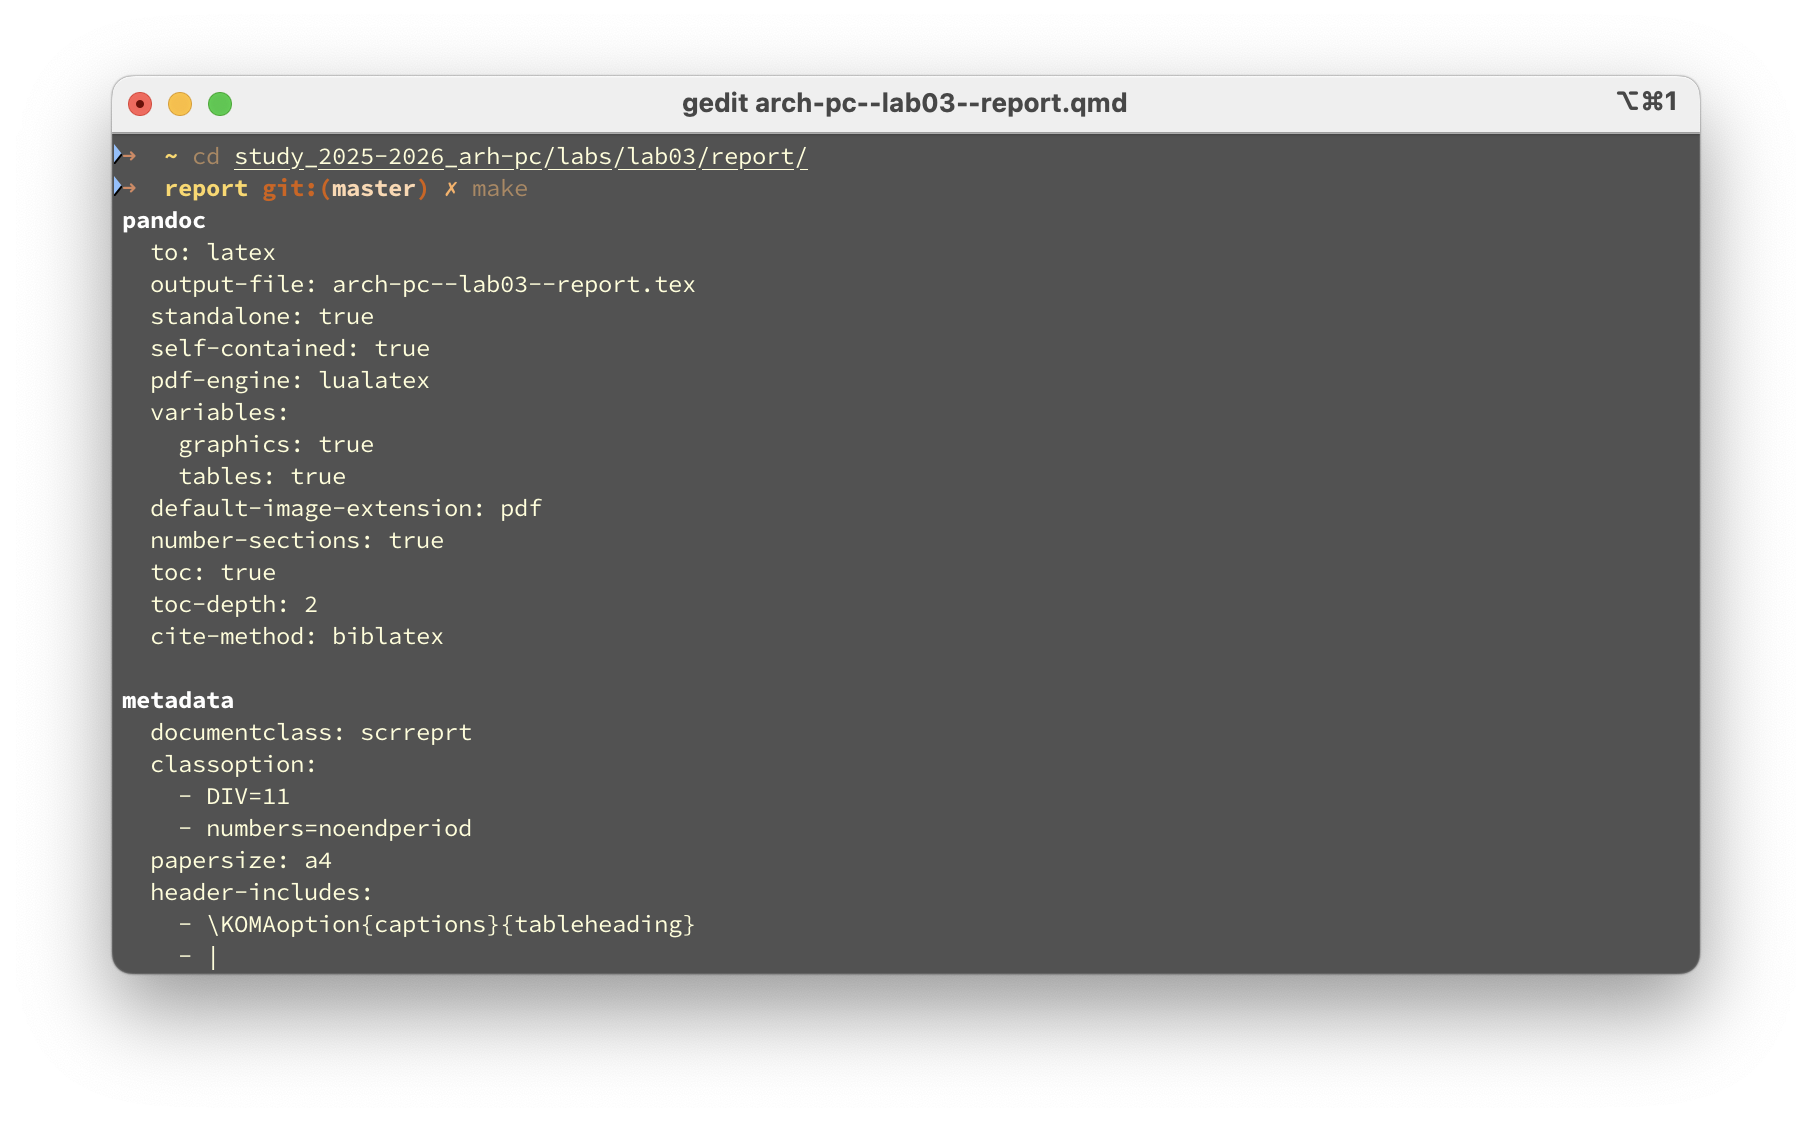 gedit arch-pc--lab03--report.qmd ⌥⌘1
➜ ~ cd study_2025-2026_arh-pc/labs/lab03/report/
➜ report git:(master) ✗ make
pandoc
  to: latex
  output-file: arch-pc--lab03--report.tex
  standalone: true
  self-contained: true
  pdf-engine: lualatex
  variables:
    graphics: true
    tables: true
  default-image-extension: pdf
  number-sections: true
  toc: true
  toc-depth: 2
  cite-method: biblatex

metadata
  documentclass: scrreprt
  classoption:
    - DIV=11
    - numbers=noendperiod
  papersize: a4
  header-includes:
    - \KOMAoption{captions}{tableheading}
    - |